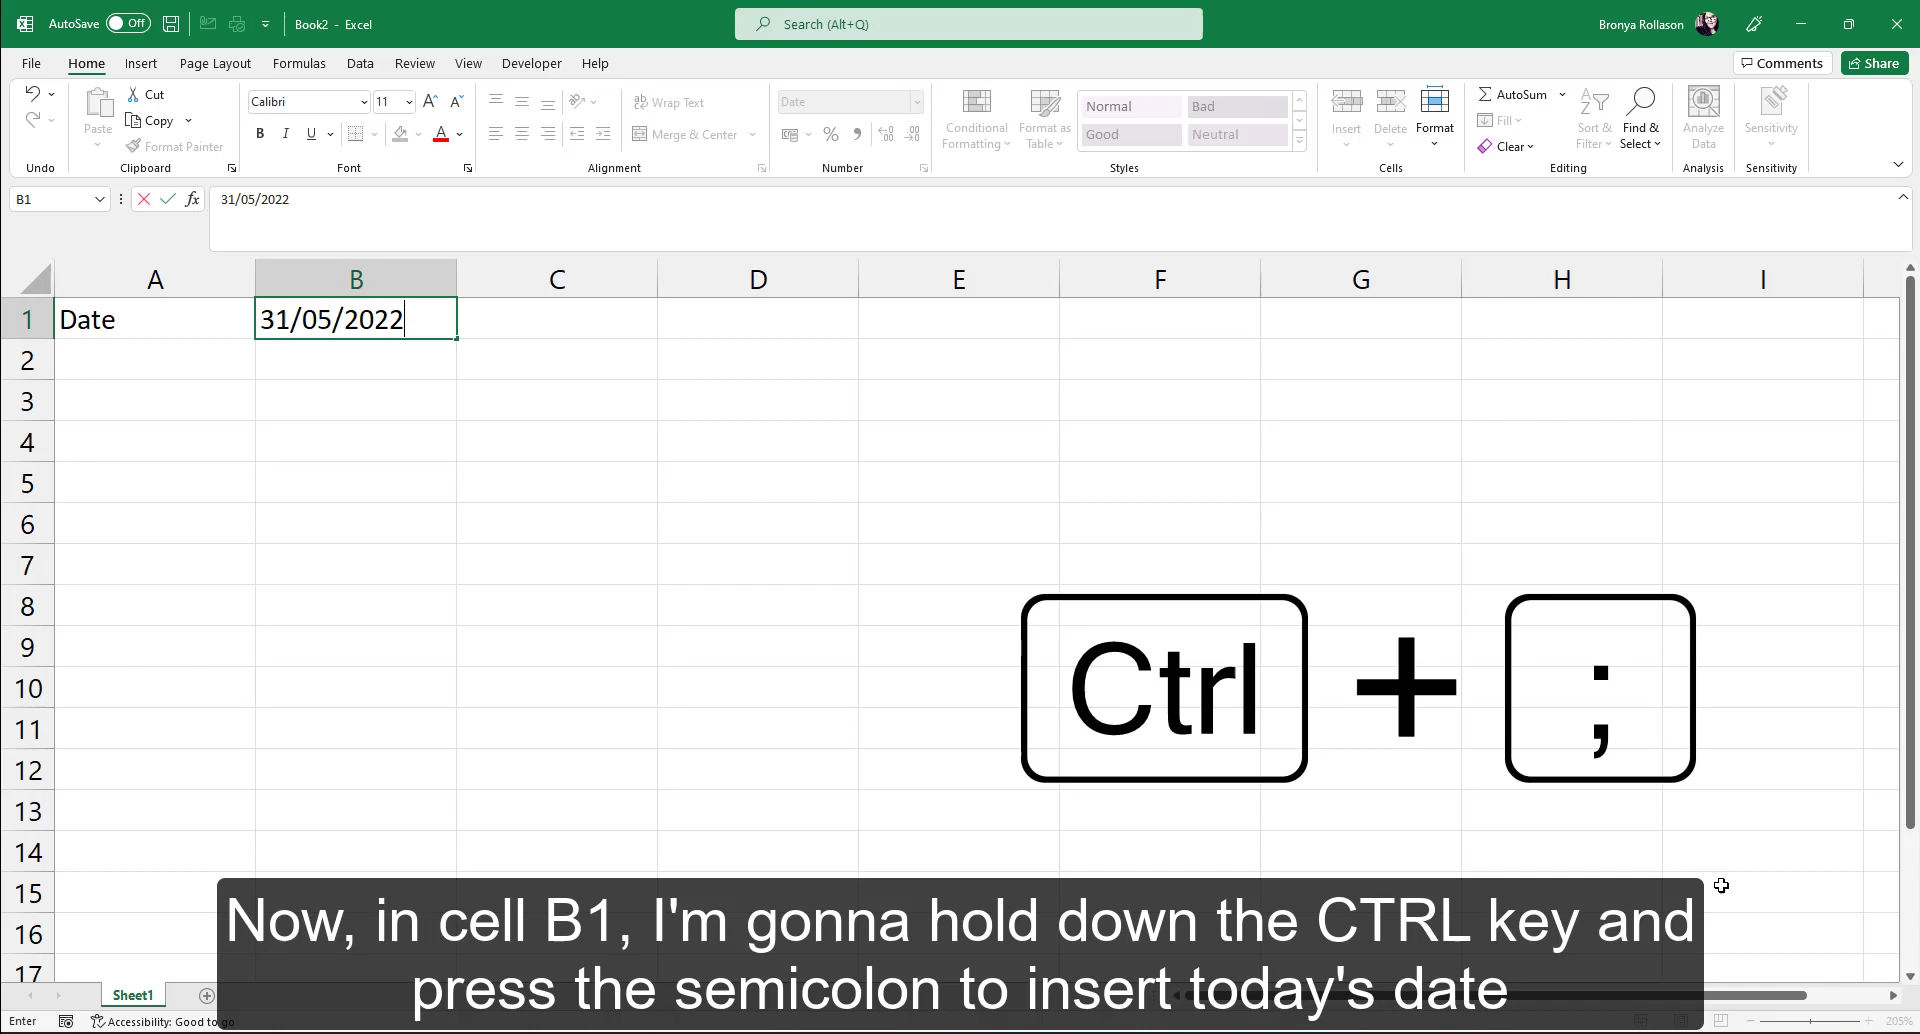 AutoSave Off Book2 - Excel Search (Alt+Q) Bronya Rollason
File Home Insert Page Layout Formulas Data Review View Developer Help Comments Share
Cut Calibri 11 Wrap Text Date Normal Bad AutoSum
Paste Copy Conditional Formatting Format as Table Insert Delete Format Fill Sort & Filter Find & Select Analyze Data Sensitivity
Format Painter B I U A Merge & Center % Good Neutral Clear
Undo Clipboard Font Alignment Number Styles Cells Editing Analysis Sensitivity
B1 fx 31/05/2022
A B C D E F G H I
1 Date 31/05/2022
2
3
4
5
6
7
8
9
10 Ctrl + ;
11
12
13
14
15
16
17
Now, in cell B1, I'm gonna hold down the CTRL key and
press the semicolon to insert today's date
Sheet1
Enter Accessibility: Good to go 205%